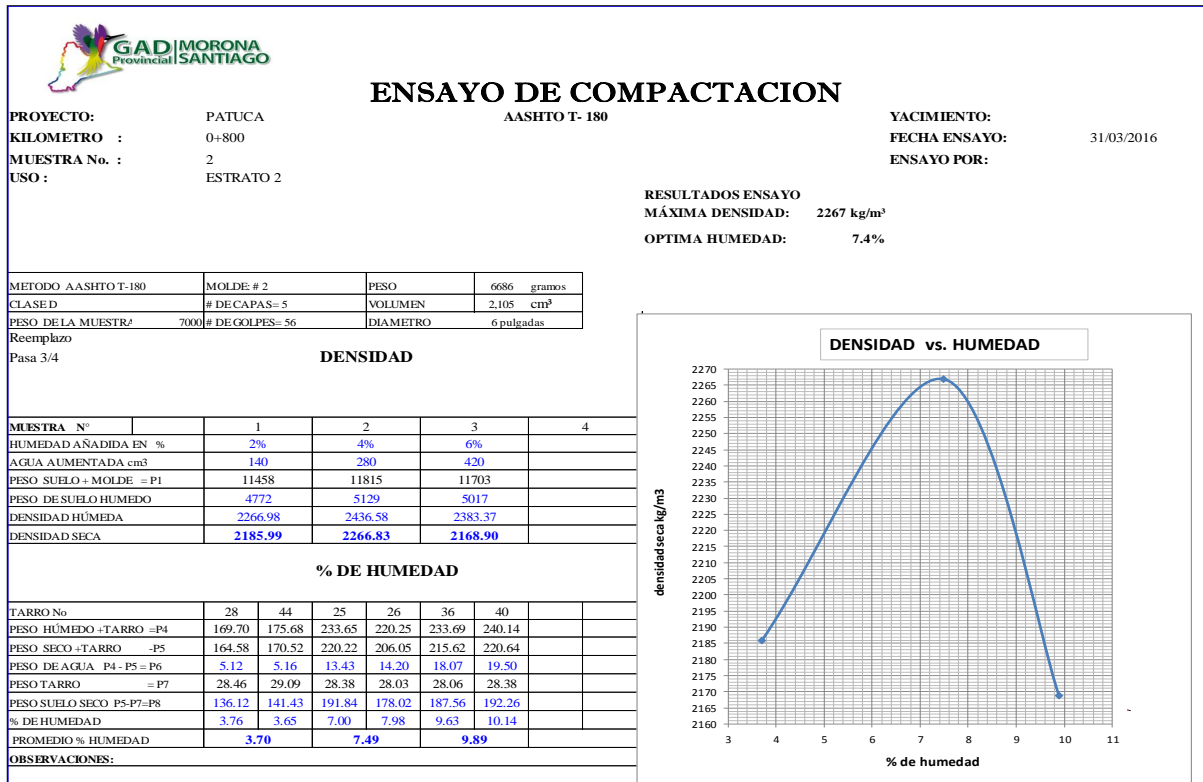 GAD MORONA
Provincial SANTIAGO
ENSAYO DE COMPACTACION
PROYECTO: PATUCA AASHTO T- 180 YACIMIENTO:
KILOMETRO : 0+800 FECHA ENSAYO: 31/03/2016
MUESTRA No. : 2 ENSAYO POR:
USO : ESTRATO 2
RESULTADOS ENSAYO
MÁXIMA DENSIDAD: 2267 kg/m³
OPTIMA HUMEDAD: 7.4%
METODO AASHTO T-180 MOLDE: # 2 PESO 6686 gramos
CLASE D # DE CAPAS= 5 VOLUMEN 2,105 cm³
PESO DE LA MUESTRA 7000 # DE GOLPES= 56 DIAMETRO 6 pulgadas
Reemplazo
Pasa 3/4 DENSIDAD
MUESTRA N° 1 2 3 4
HUMEDAD AÑADIDA EN % 2% 4% 6%
AGUA AUMENTADA cm3 140 280 420
PESO SUELO + MOLDE = P1 11458 11815 11703
PESO DE SUELO HUMEDO 4772 5129 5017
DENSIDAD HÚMEDA 2266.98 2436.58 2383.37
DENSIDAD SECA 2185.99 2266.83 2168.90
% DE HUMEDAD
TARRO No 28 44 25 26 36 40
PESO HÚMEDO +TARRO =P4 169.70 175.68 233.65 220.25 233.69 240.14
PESO SECO +TARRO -P5 164.58 170.52 220.22 206.05 215.62 220.64
PESO DE AGUA P4 - P5 = P6 5.12 5.16 13.43 14.20 18.07 19.50
PESO TARRO = P7 28.46 29.09 28.38 28.03 28.06 28.38
PESO SUELO SECO P5-P7=P8 136.12 141.43 191.84 178.02 187.56 192.26
% DE HUMEDAD 3.76 3.65 7.00 7.98 9.63 10.14
PROMEDIO % HUMEDAD 3.70 7.49 9.89
OBSERVACIONES:
DENSIDAD vs. HUMEDAD
densidad seca kg/m3
2270
2265
2260
2255
2250
2245
2240
2235
2230
2225
2220
2215
2210
2205
2200
2195
2190
2185
2180
2175
2170
2165
2160
3 4 5 6 7 8 9 10 11
% de humedad